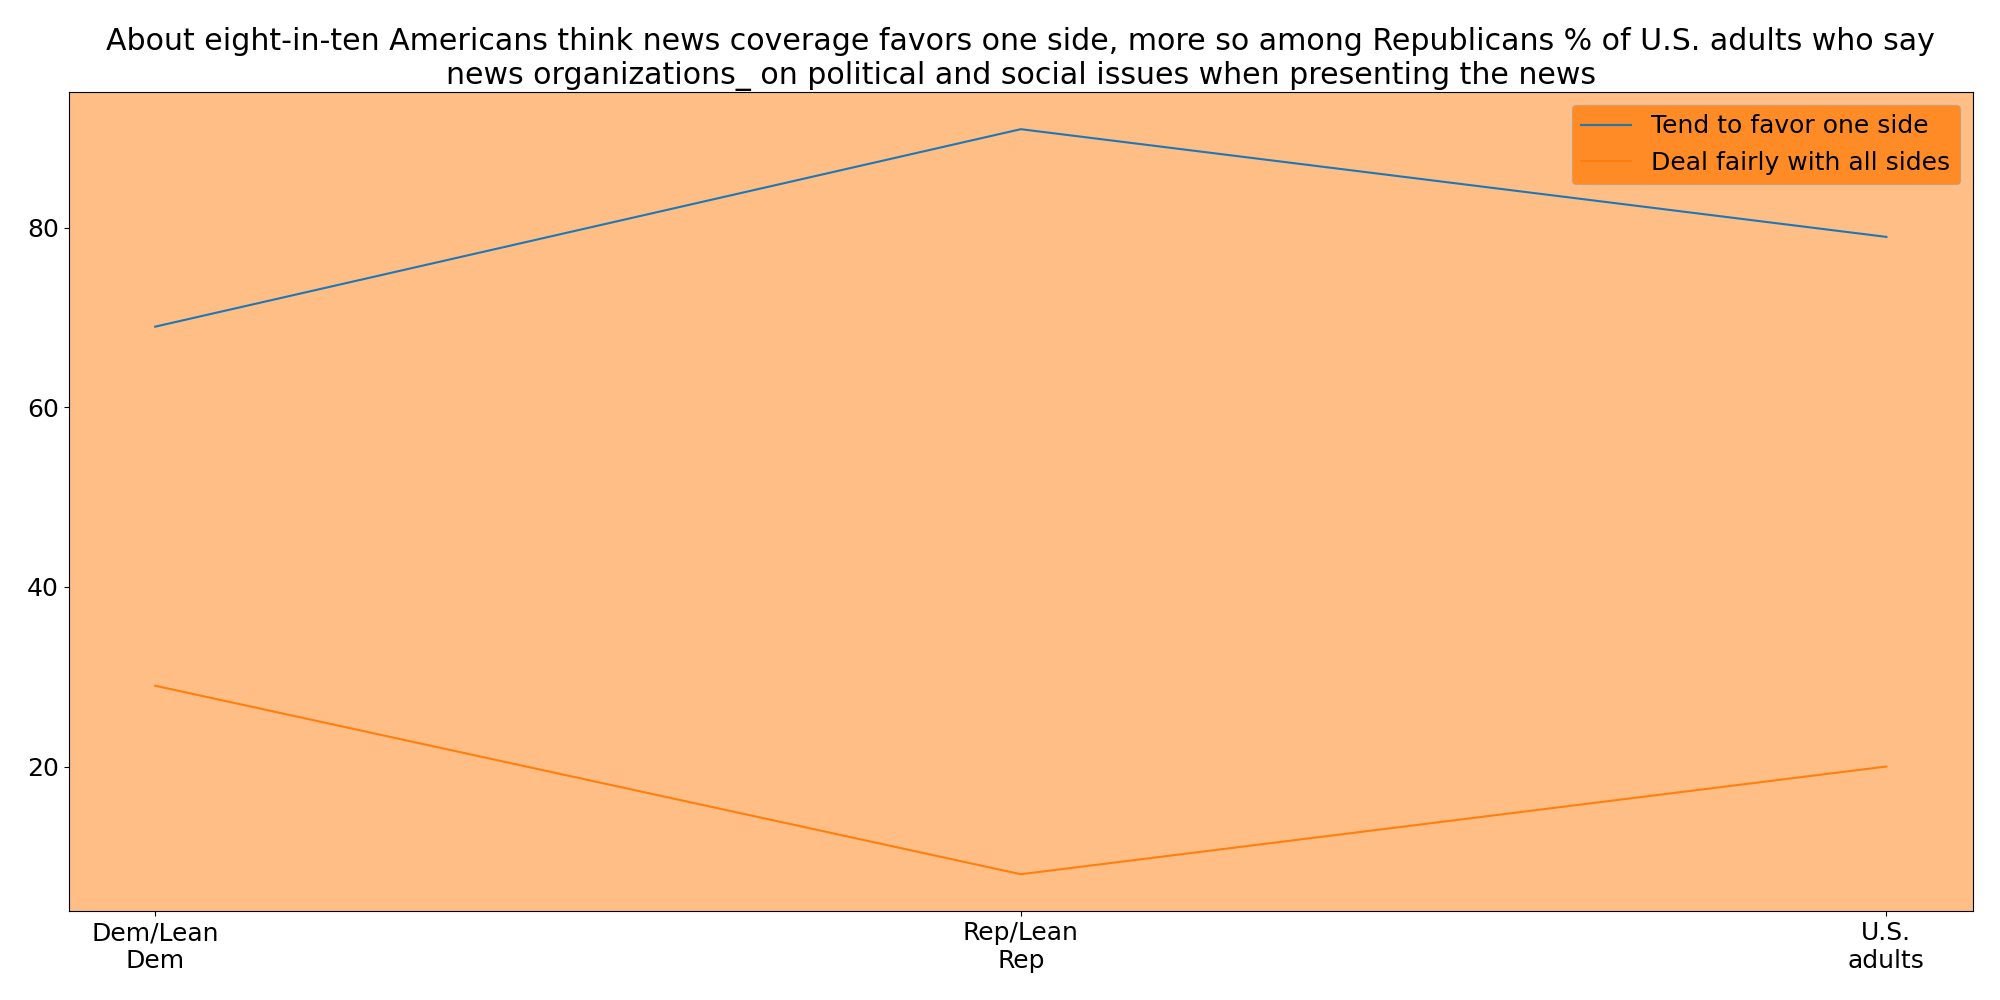 About eight-in-ten Americans think news coverage favors one side, more so among Republicans % of U.S. adults who say
news organizations_ on political and social issues when presenting the news
Tend to favor one side
Deal fairly with all sides
80
60
40
20
Dem/Lean
Dem
Rep/Lean
Rep
U.S.
adults